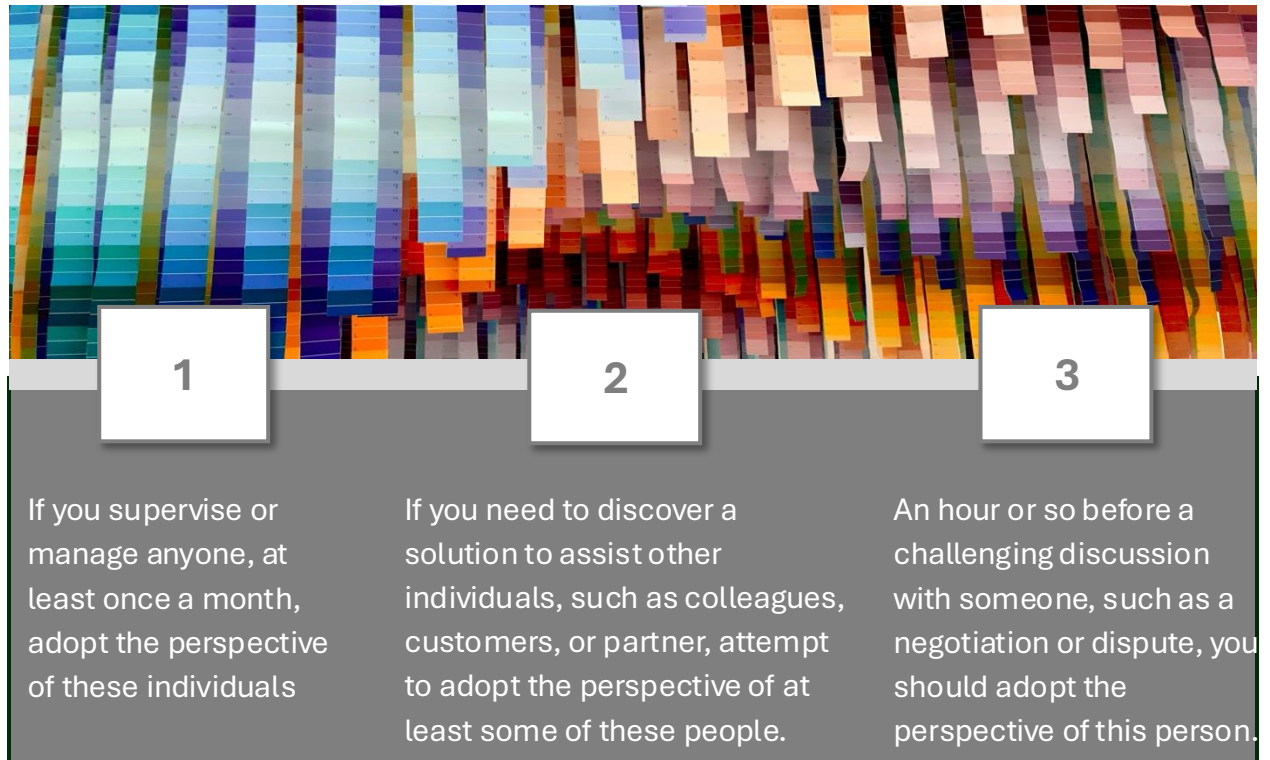 1
If you supervise or
manage anyone, at
least once a month,
adopt the perspective
of these individuals
2
If you need to discover a
solution to assist other
individuals, such as colleagues,
customers, or partner, attempt
to adopt the perspective of at
least some of these people.
3
An hour or so before a
challenging discussion
with someone, such as a
negotiation or dispute, you
should adopt the
perspective of this person.